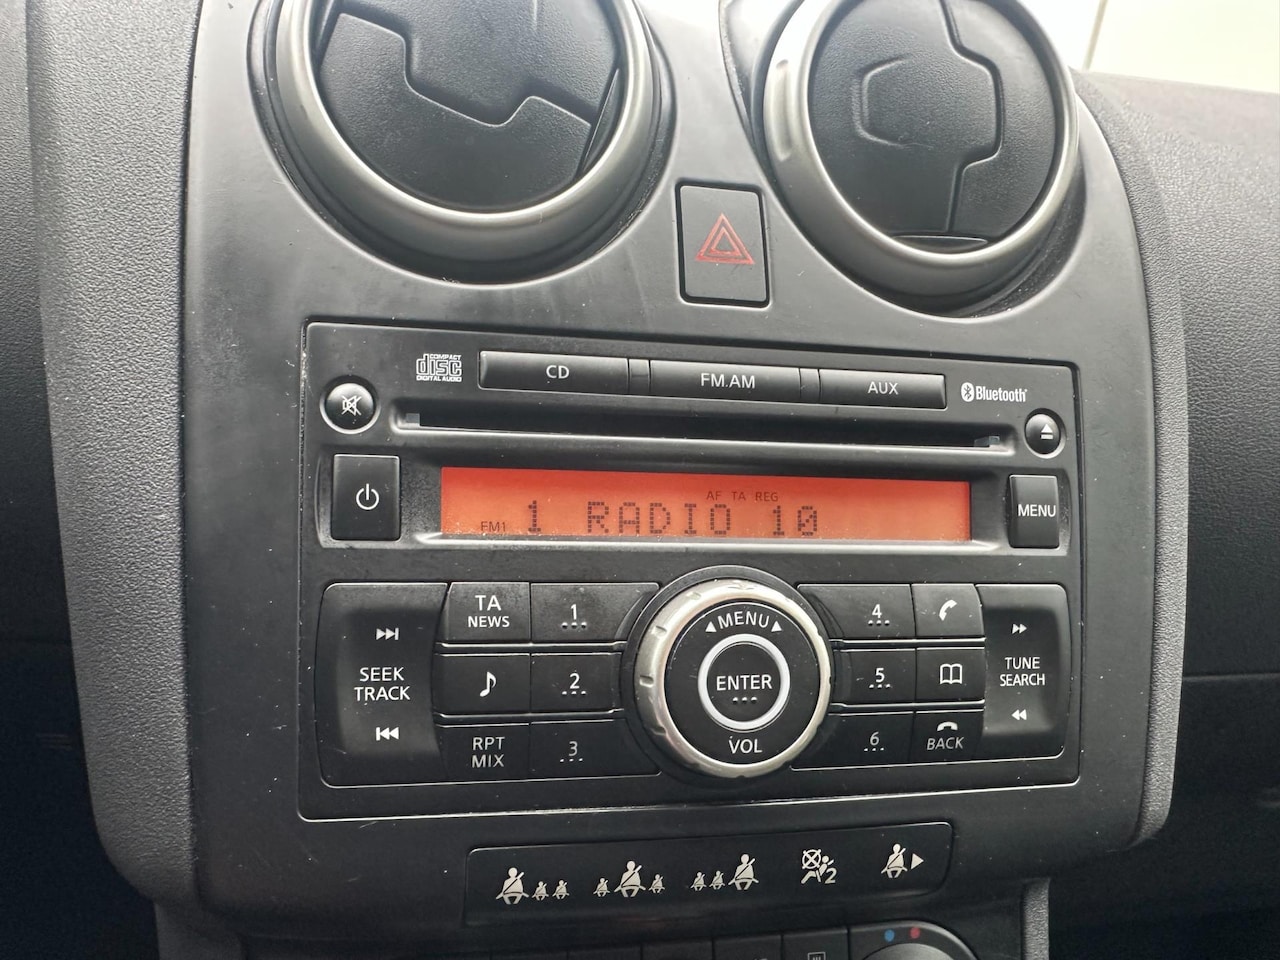 COMPACT
disc
DIGITAL AUDIO
CD
FM.AM
AUX
Bluetooth
AF TA REG
FM1 1 RADIO 10
MENU
TA
NEWS
1
4
SEEK
TRACK
2
MENU
ENTER
VOL
5
TUNE
SEARCH
RPT
MIX
3
6
BACK
2